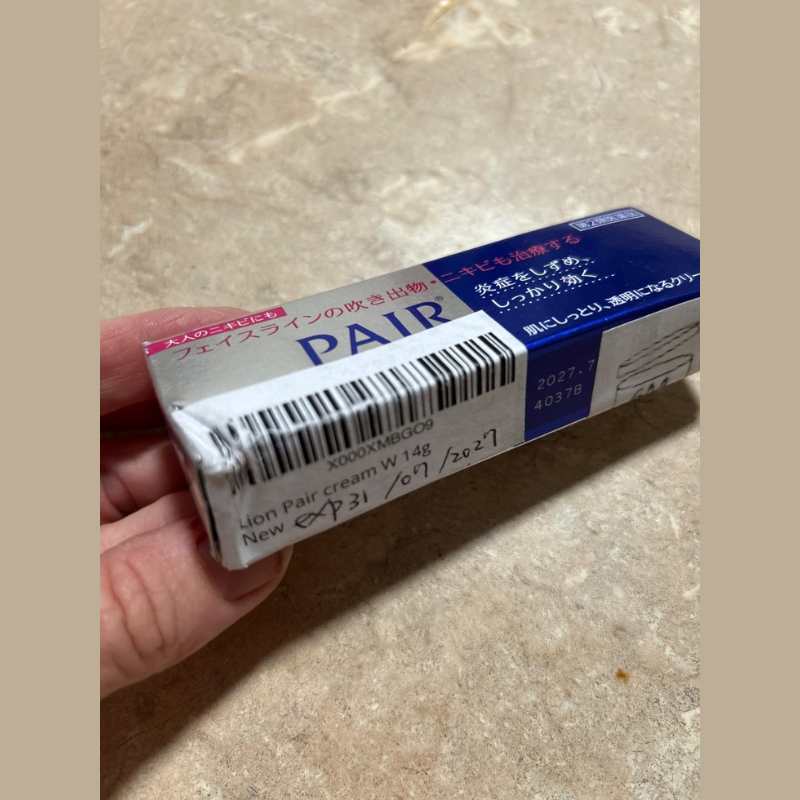 第2類医薬品
大人のニキビにも
フェイスラインの吹き出物・ニキビも治療する
PAIR®
炎症をしずめ、
しっかり効く
肌にしっとり、透明になるクリー
2027.7
4037B
X000XMBGO9
Lion Pair cream W 14g
New exp 31 /07 /2027